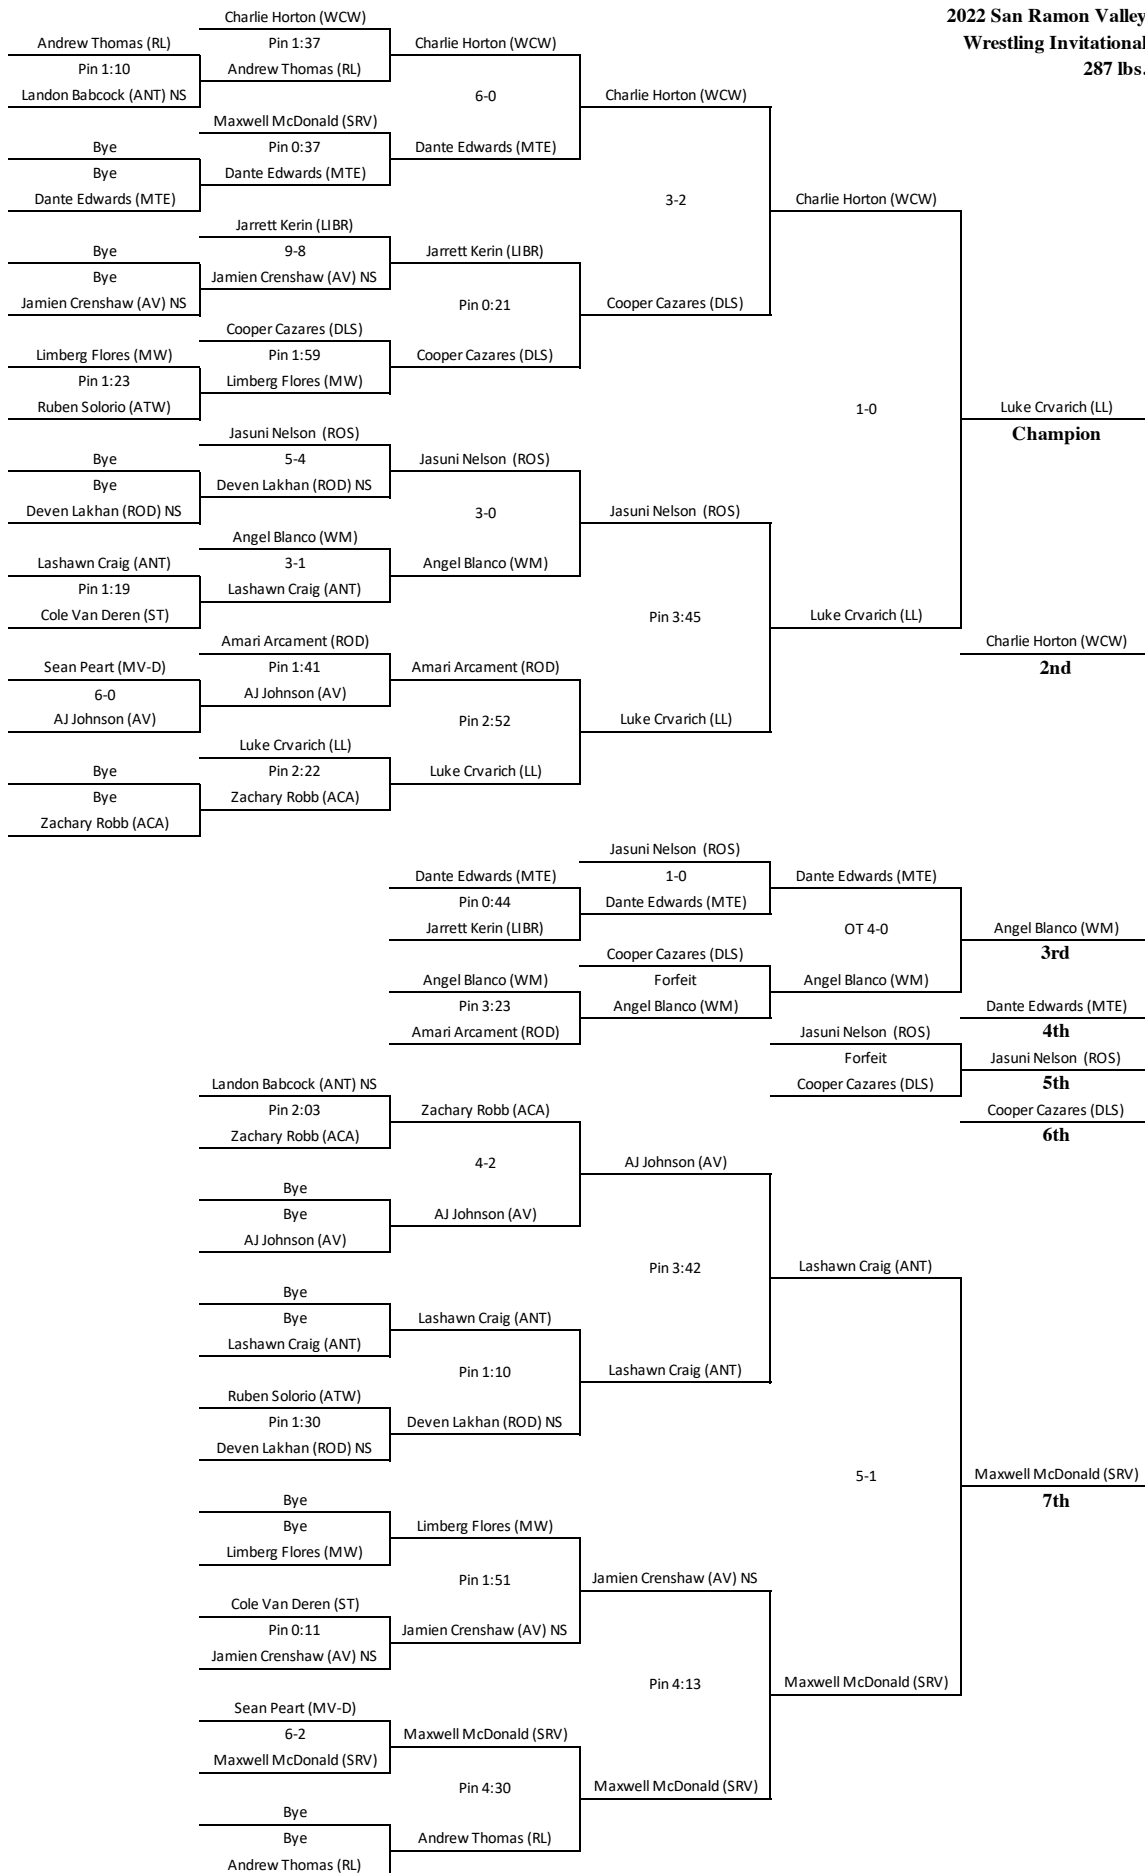 2022 San Ramon Valley
Wrestling Invitational
287 lbs.
Charlie Horton (WCW)
Andrew Thomas (RL)
Pin 1:37
Charlie Horton (WCW)
Pin 1:10
Andrew Thomas (RL)
Landon Babcock (ANT) NS
6-0
Charlie Horton (WCW)
Maxwell McDonald (SRV)
Bye
Pin 0:37
Dante Edwards (MTE)
Bye
Dante Edwards (MTE)
Dante Edwards (MTE)
3-2
Charlie Horton (WCW)
Jarrett Kerin (LIBR)
Bye
9-8
Jarrett Kerin (LIBR)
Bye
Jamien Crenshaw (AV) NS
Jamien Crenshaw (AV) NS
Pin 0:21
Cooper Cazares (DLS)
Cooper Cazares (DLS)
Limberg Flores (MW)
Pin 1:59
Cooper Cazares (DLS)
Pin 1:23
Limberg Flores (MW)
Ruben Solorio (ATW)
1-0
Luke Crvarich (LL)
Champion
Jasuni Nelson (ROS)
Bye
5-4
Jasuni Nelson (ROS)
Bye
Deven Lakhan (ROD) NS
Deven Lakhan (ROD) NS
3-0
Jasuni Nelson (ROS)
Angel Blanco (WM)
Lashawn Craig (ANT)
3-1
Angel Blanco (WM)
Pin 1:19
Lashawn Craig (ANT)
Cole Van Deren (ST)
Pin 3:45
Luke Crvarich (LL)
Amari Arcament (ROD)
Charlie Horton (WCW)
Sean Peart (MV-D)
Pin 1:41
Amari Arcament (ROD)
2nd
6-0
AJ Johnson (AV)
AJ Johnson (AV)
Pin 2:52
Luke Crvarich (LL)
Luke Crvarich (LL)
Bye
Pin 2:22
Luke Crvarich (LL)
Bye
Zachary Robb (ACA)
Zachary Robb (ACA)
Jasuni Nelson (ROS)
Dante Edwards (MTE)
1-0
Dante Edwards (MTE)
Pin 0:44
Dante Edwards (MTE)
Jarrett Kerin (LIBR)
OT 4-0
Angel Blanco (WM)
3rd
Cooper Cazares (DLS)
Angel Blanco (WM)
Forfeit
Angel Blanco (WM)
Pin 3:23
Angel Blanco (WM)
Dante Edwards (MTE)
4th
Amari Arcament (ROD)
Jasuni Nelson (ROS)
Forfeit
Jasuni Nelson (ROS)
5th
Cooper Cazares (DLS)
Cooper Cazares (DLS)
6th
Landon Babcock (ANT) NS
Pin 2:03
Zachary Robb (ACA)
Zachary Robb (ACA)
4-2
AJ Johnson (AV)
Bye
Bye
AJ Johnson (AV)
AJ Johnson (AV)
Pin 3:42
Lashawn Craig (ANT)
Bye
Bye
Lashawn Craig (ANT)
Lashawn Craig (ANT)
Pin 1:10
Lashawn Craig (ANT)
Ruben Solorio (ATW)
Pin 1:30
Deven Lakhan (ROD) NS
Deven Lakhan (ROD) NS
5-1
Maxwell McDonald (SRV)
7th
Bye
Bye
Limberg Flores (MW)
Limberg Flores (MW)
Pin 1:51
Jamien Crenshaw (AV) NS
Cole Van Deren (ST)
Pin 0:11
Jamien Crenshaw (AV) NS
Jamien Crenshaw (AV) NS
Pin 4:13
Maxwell McDonald (SRV)
Sean Peart (MV-D)
6-2
Maxwell McDonald (SRV)
Maxwell McDonald (SRV)
Pin 4:30
Maxwell McDonald (SRV)
Bye
Bye
Andrew Thomas (RL)
Andrew Thomas (RL)